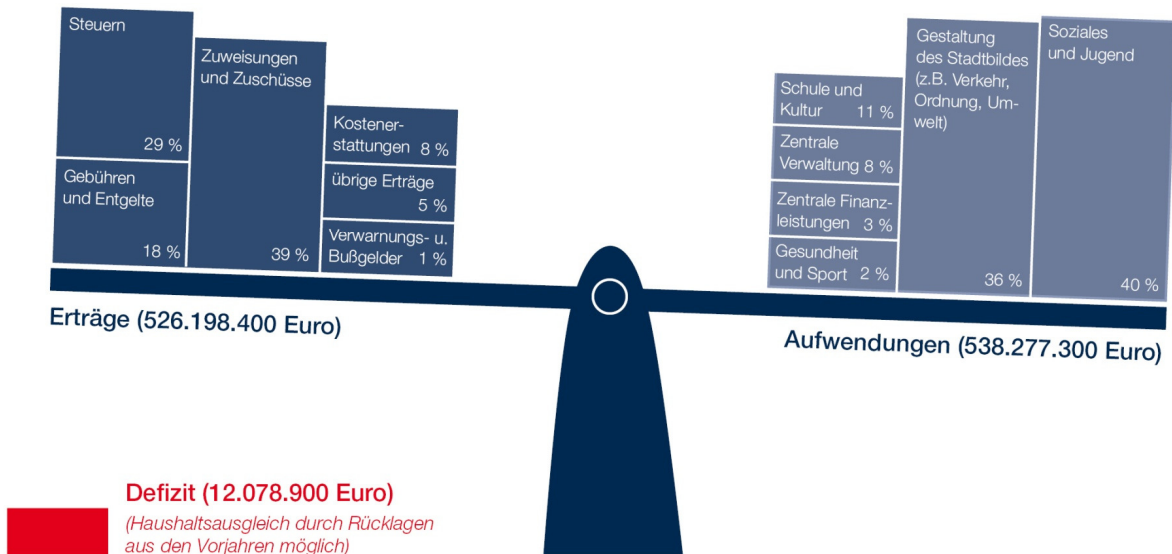 Steuern
29 %
Gebühren
und Entgelte
18 %
Zuweisungen
und Zuschüsse
39 %
Kostener-
stattungen 8 %
übrige Erträge
5 %
Verwarnungs- u.
Bußgelder 1 %
Erträge (526.198.400 Euro)
Schule und
Kultur 11 %
Zentrale
Verwaltung 8 %
Zentrale Finanz-
leistungen 3 %
Gesundheit
und Sport 2 %
Gestaltung
des Stadtbildes
(z.B. Verkehr,
Ordnung, Um-
welt)
36 %
Soziales
und Jugend
40 %
Aufwendungen (538.277.300 Euro)
Defizit (12.078.900 Euro)
(Haushaltsausgleich durch Rücklagen
aus den Vorjahren möglich)